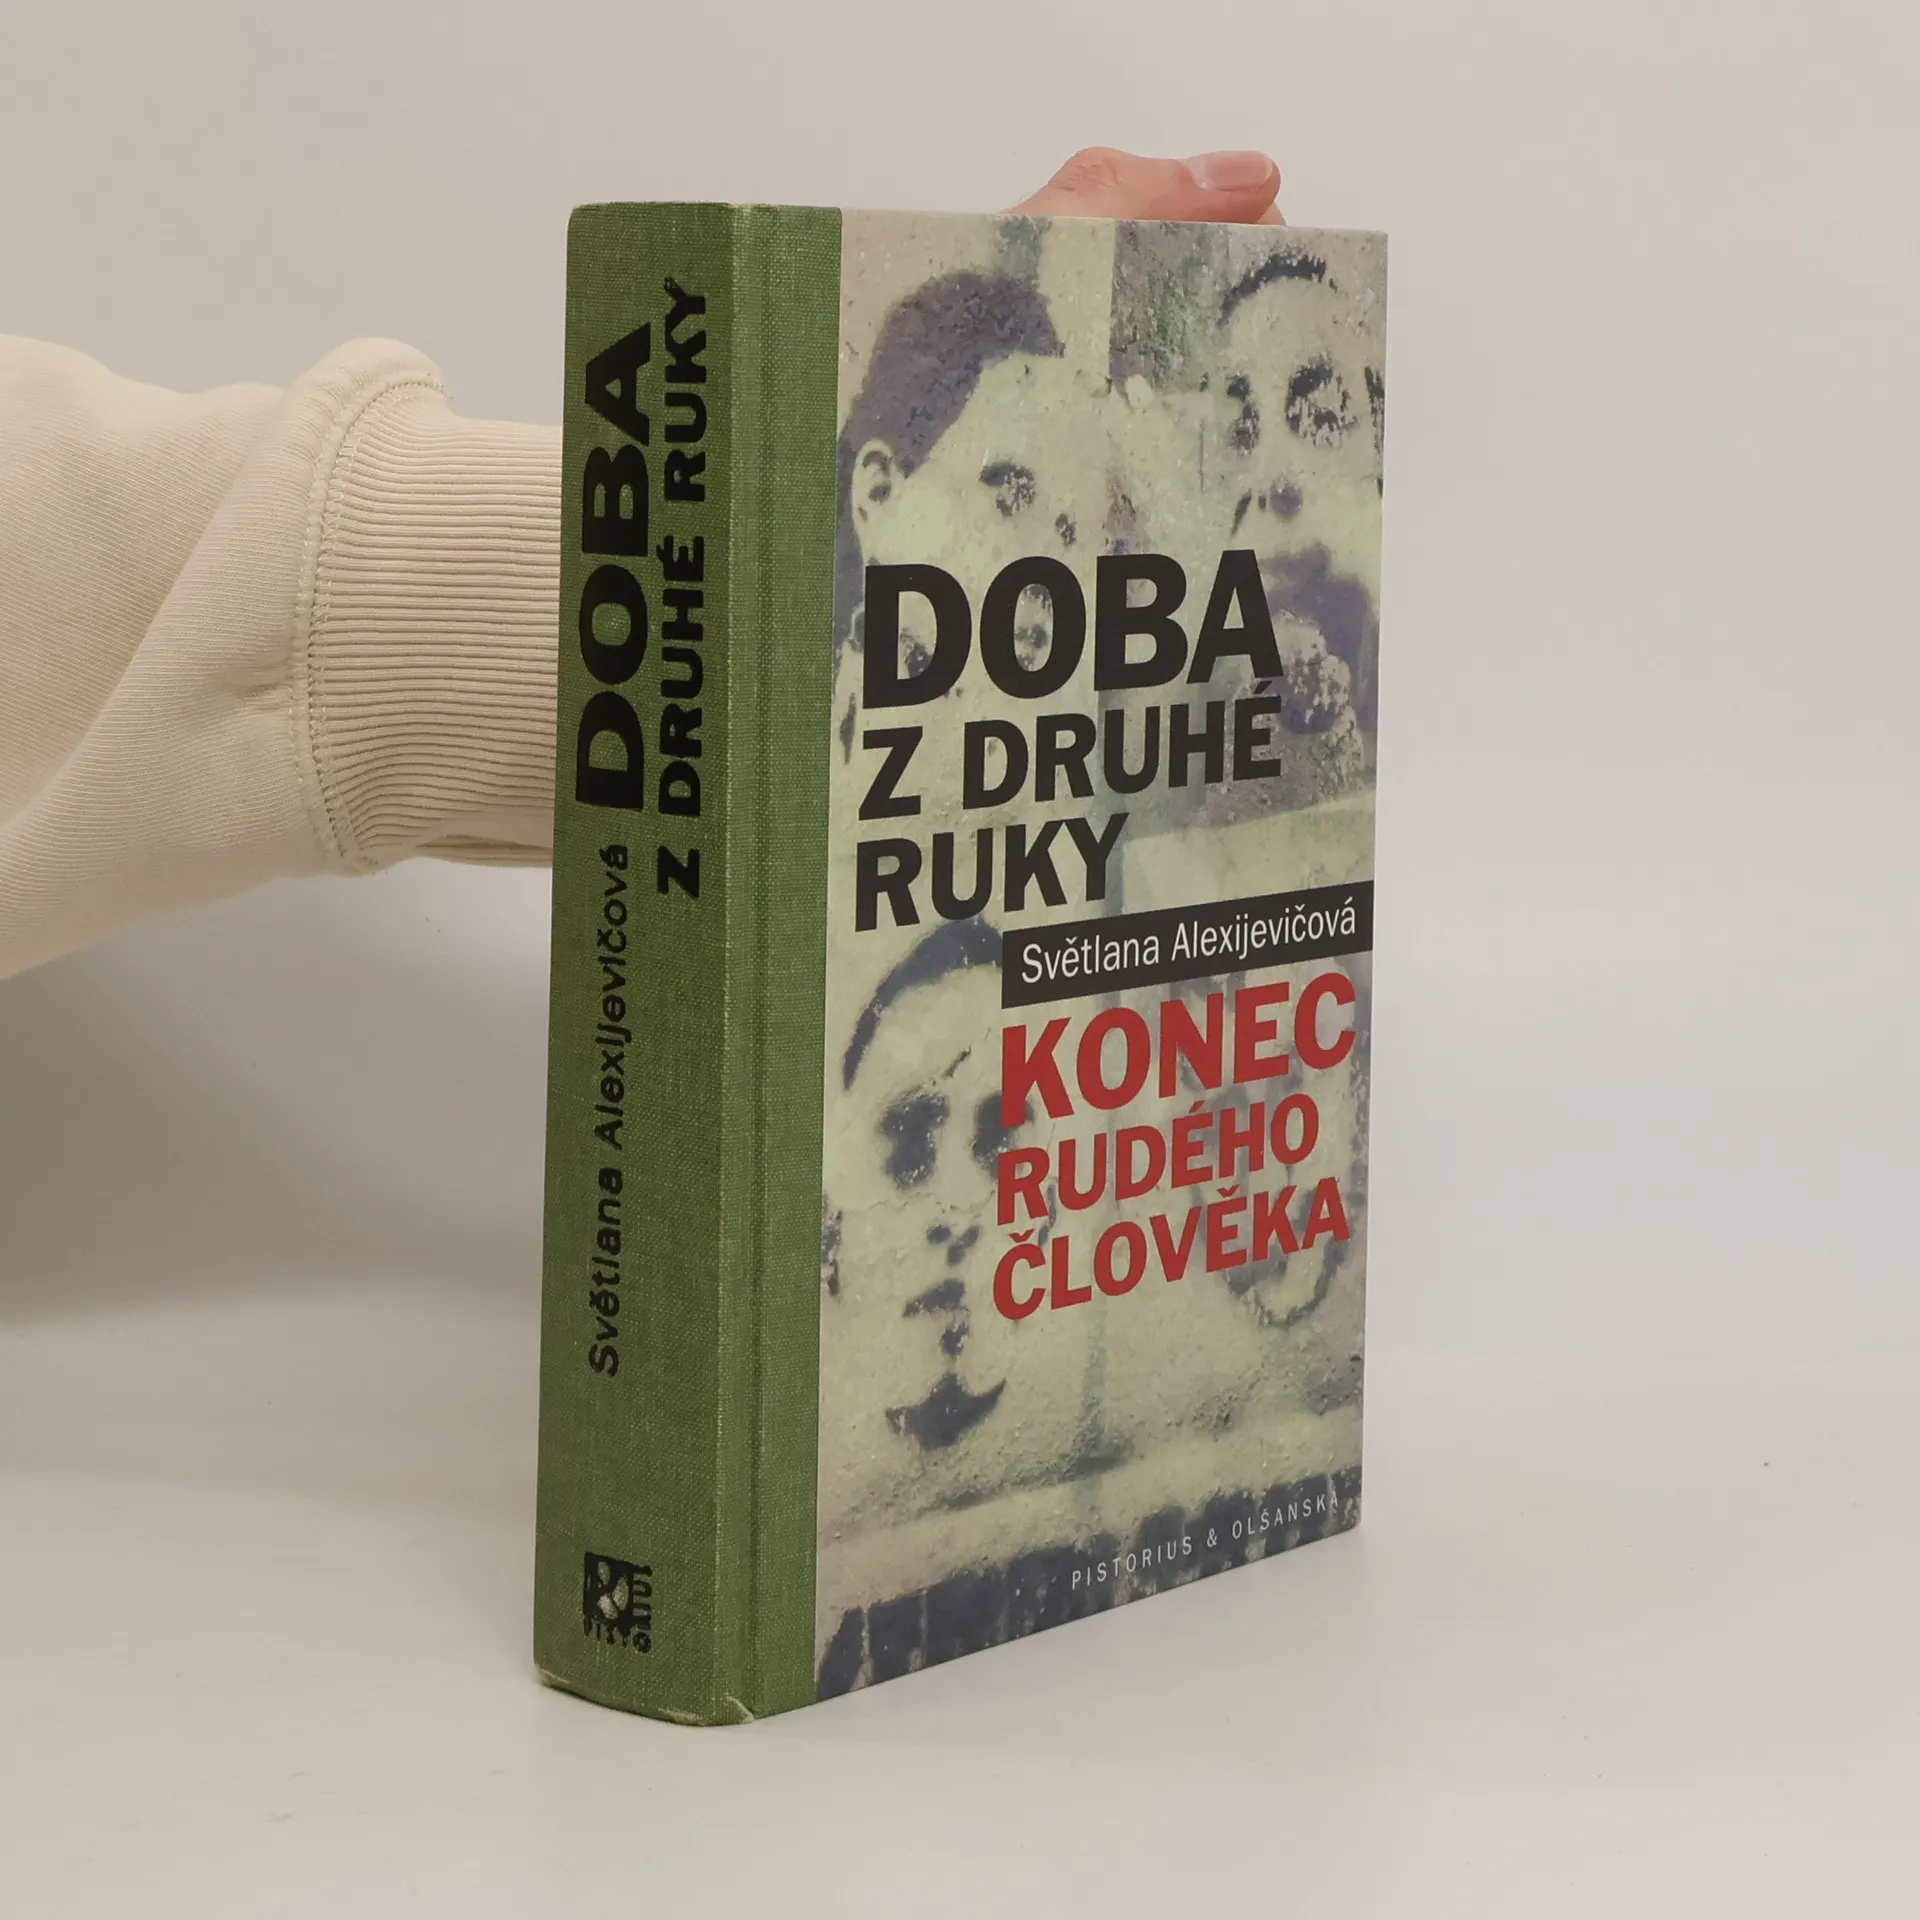 DOBA
Z DRUHÉ RUKY
Světlana Alexijevičová
DOBA
Z DRUHÉ
RUKY
Světlana Alexijevičová
KONEC
RUDÉHO
ČLOVĚKA
PISTORIUS & OLŠANSKÁ